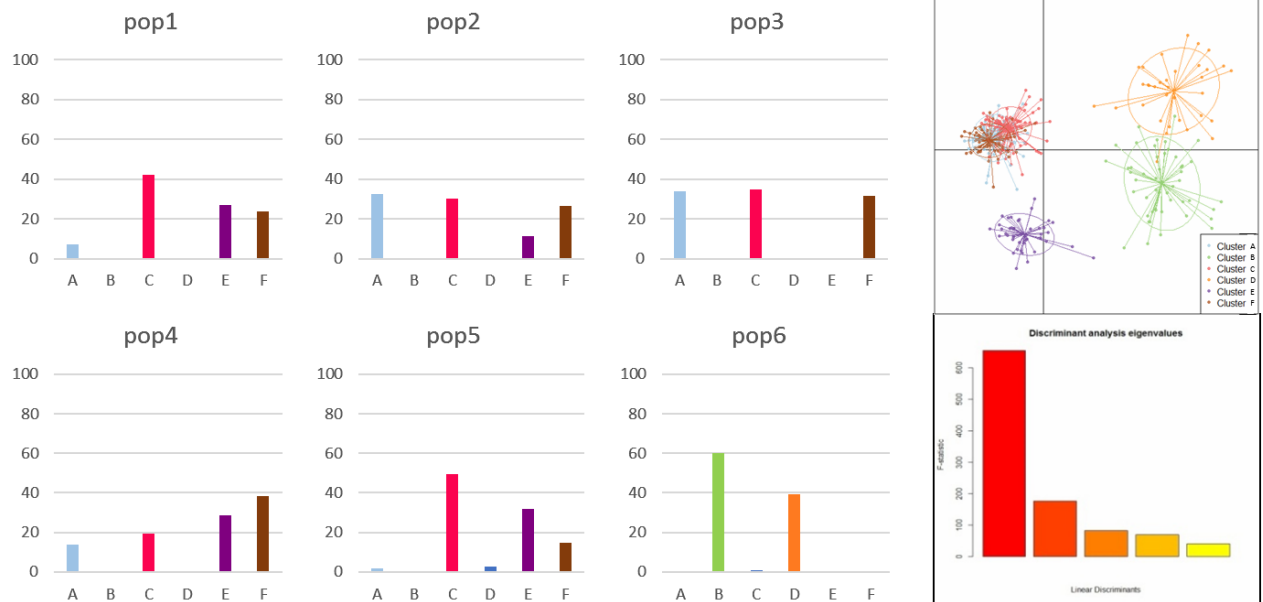 pop1
100
80
60
40
20
0
A B C D E F
pop2
100
80
60
40
20
0
A B C D E F
pop3
100
80
60
40
20
0
A B C D E F
Cluster A
Cluster B
Cluster C
Cluster D
Cluster E
Cluster F
pop4
100
80
60
40
20
0
A B C D E F
pop5
100
80
60
40
20
0
A B C D E F
pop6
100
80
60
40
20
0
A B C D E F
Discriminant analysis eigenvalues
F-statistic
600
500
400
300
200
100
0
Linear Discriminants